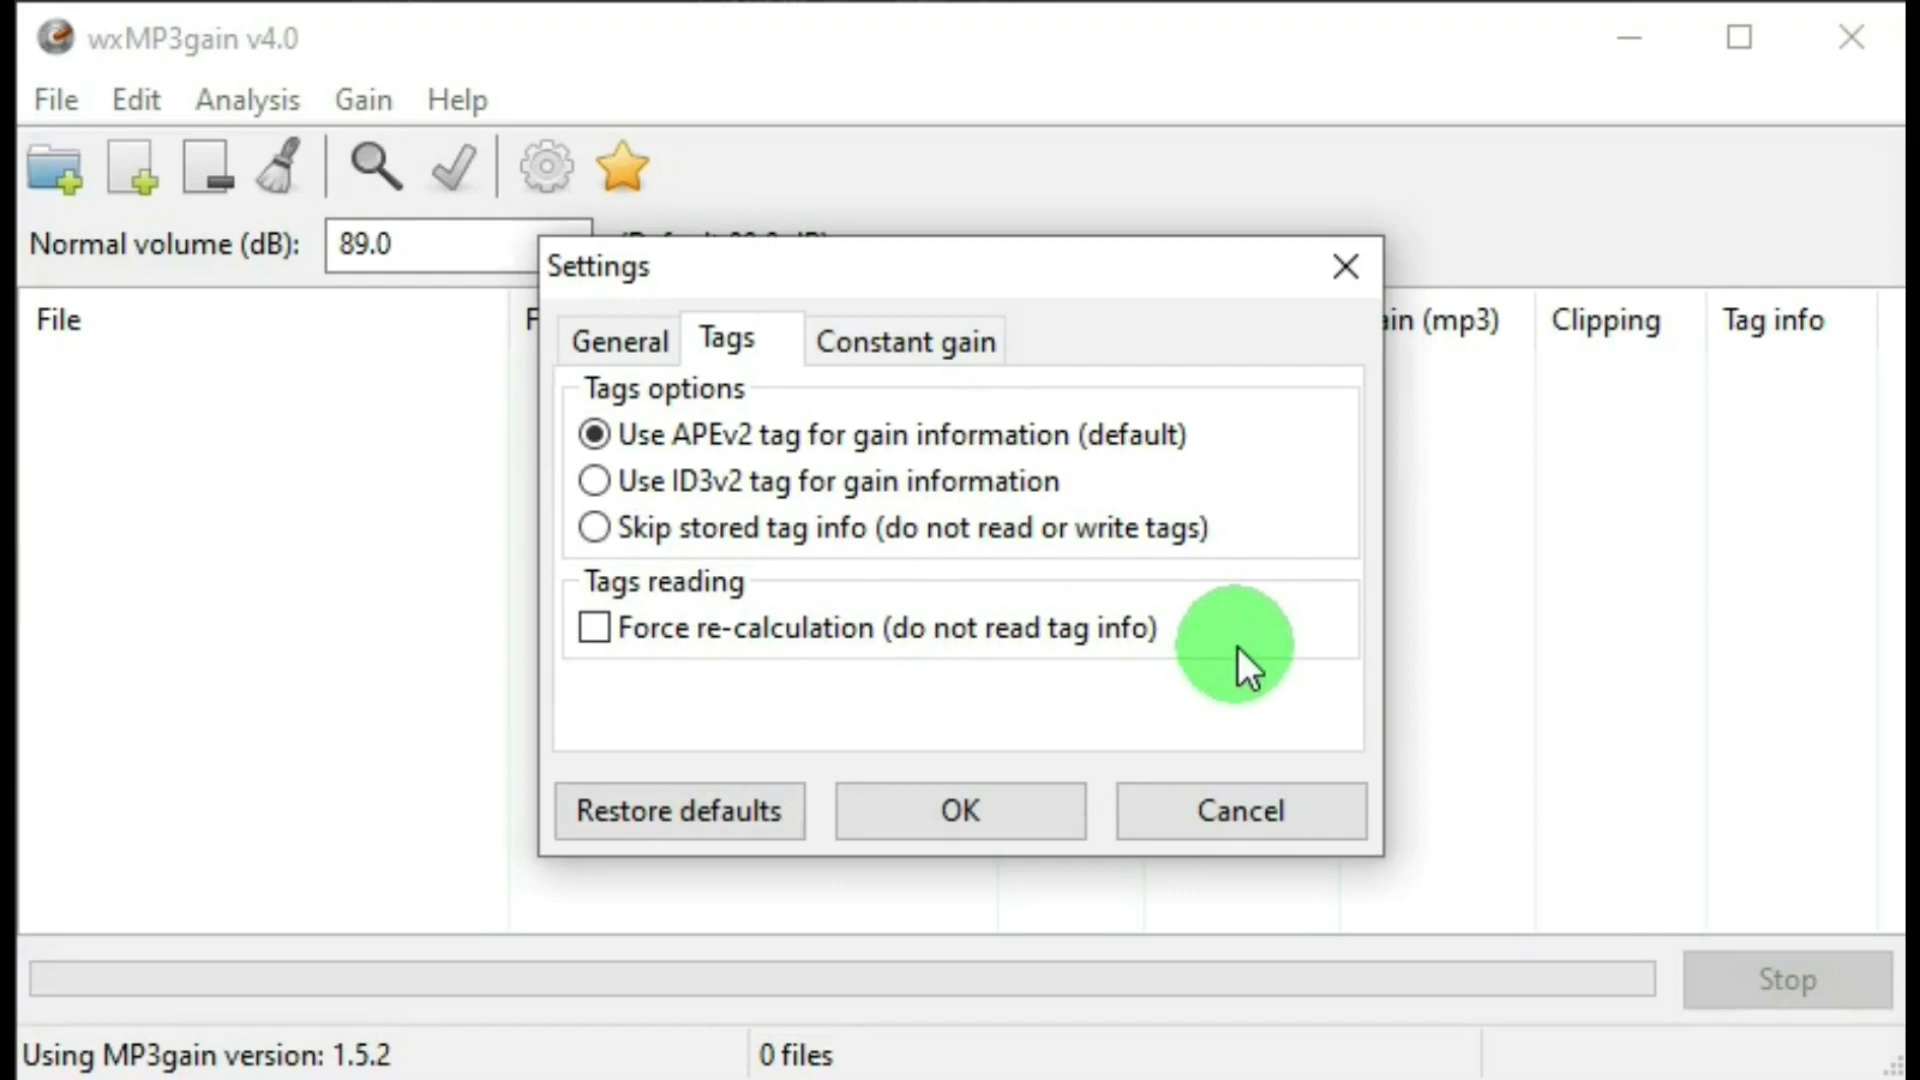 wxMP3gain v4.0
File Edit Analysis Gain Help
Normal volume (dB): 89.0
File
ain (mp3) Clipping Tag info
Settings
General Tags Constant gain
Tags options
Use APEv2 tag for gain information (default)
Use ID3v2 tag for gain information
Skip stored tag info (do not read or write tags)
Tags reading
Force re-calculation (do not read tag info)
Restore defaults OK Cancel
Stop
Using MP3gain version: 1.5.2 0 files